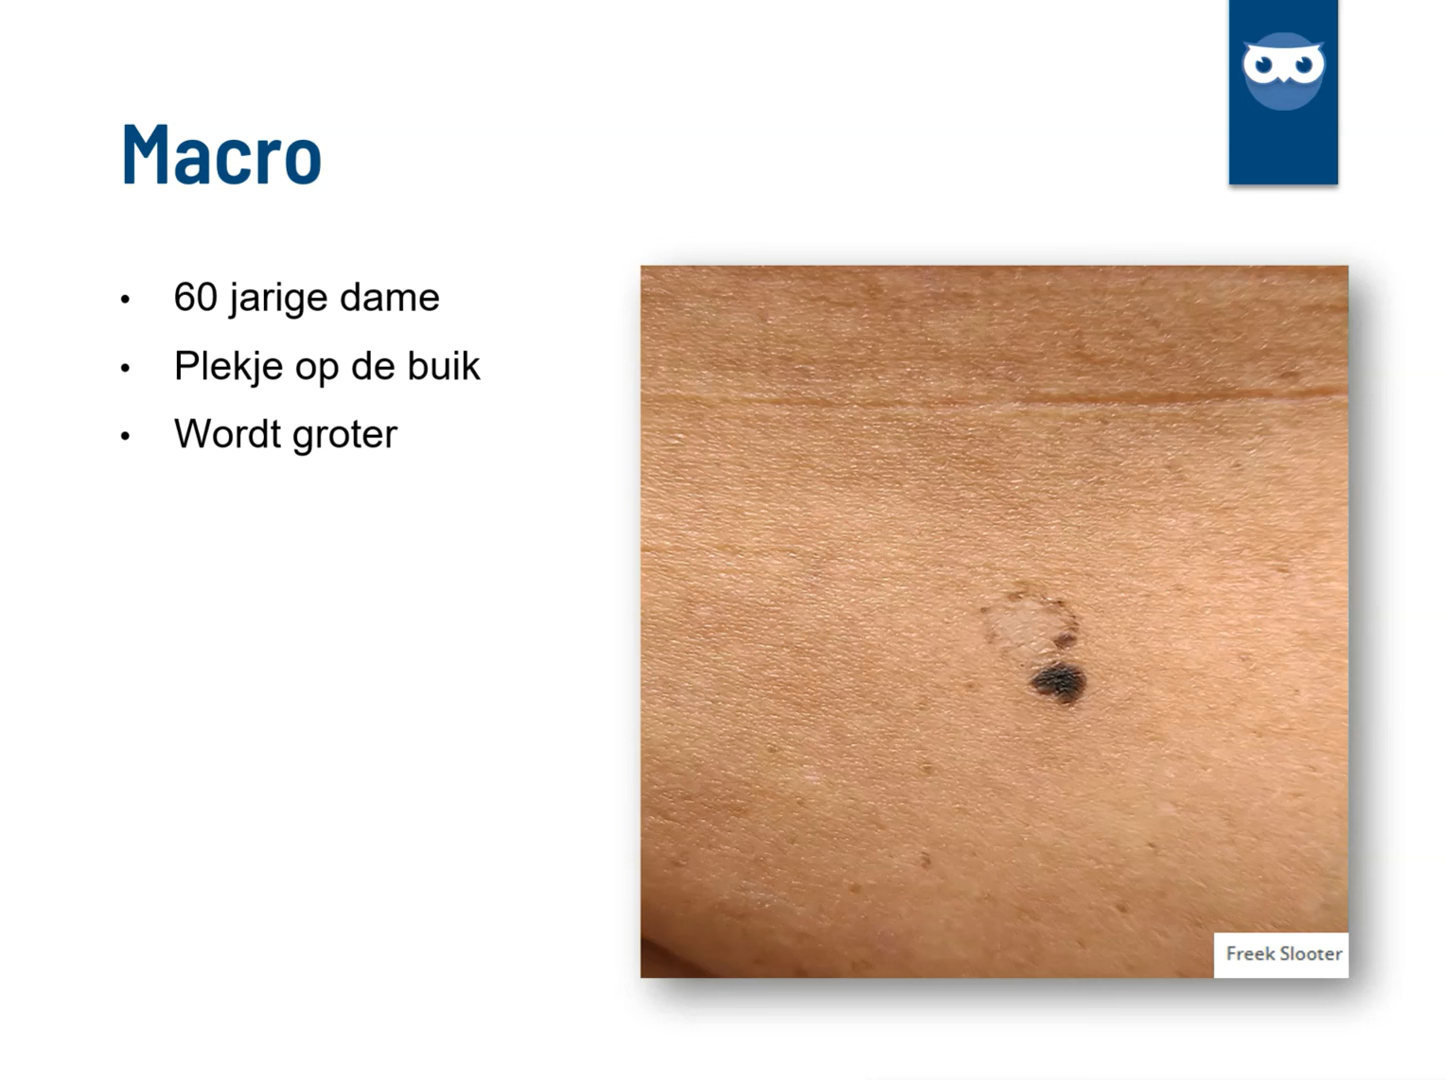 Macro
• 60 jarige dame
• Plekje op de buik
• Wordt groter
Freek Slooter